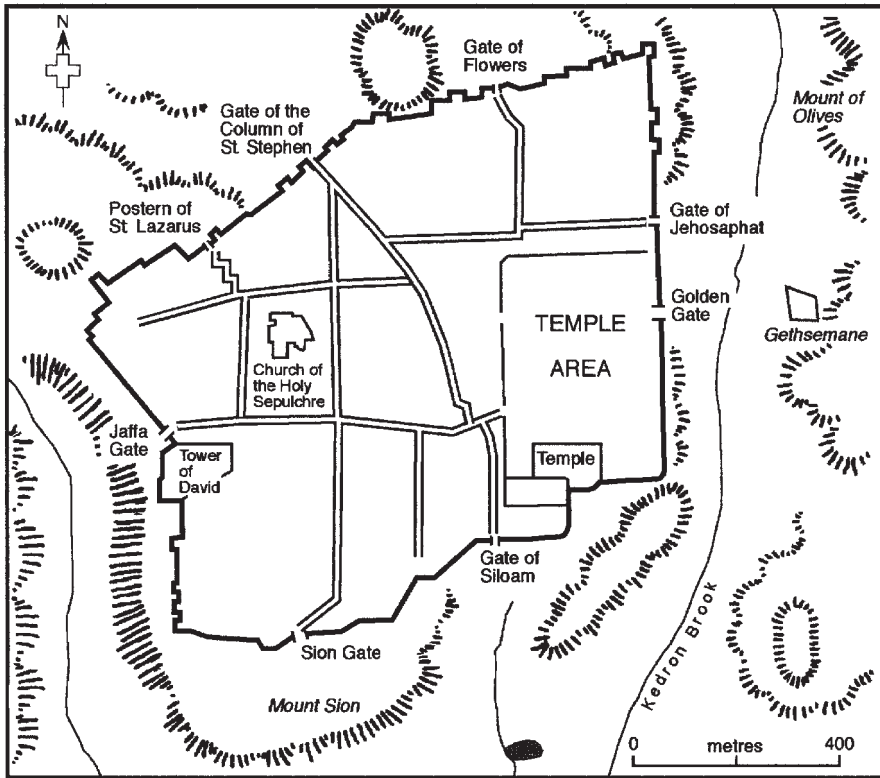 N
Gate of
Flowers
Mount of
Olives
Gate of the
Column of
St. Stephen
Postern of
St. Lazarus
Gate of
Jehosaphat
Golden
Gate
TEMPLE
AREA
Gethsemane
Church of
the Holy
Sepulchre
Jaffa
Gate
Tower
of
David
Temple
Gate of
Siloam
Sion Gate
Mount Sion
Kedron Brook
0 metres 400